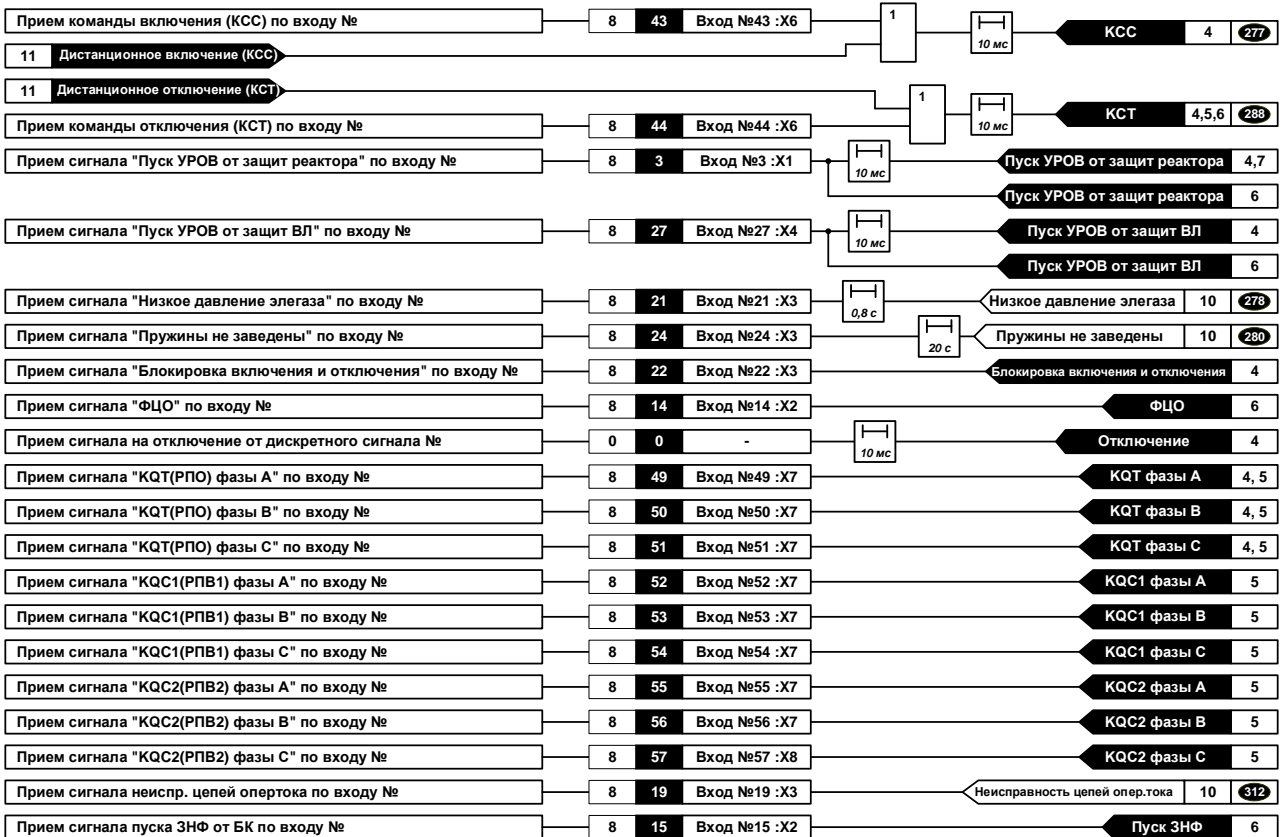 Прием команды включения (КСС) по входу № 8 43 Вход №43 :X6 1 10 мс КСС 4 277
11 Дистанционное включение (КСС)
11 Дистанционное отключение (КСТ)
Прием команды отключения (КСТ) по входу № 8 44 Вход №44 :X6 1 10 мс КСТ 4,5,6 288
Прием сигнала "Пуск УРОВ от защит реактора" по входу № 8 3 Вход №3 :X1 10 мс Пуск УРОВ от защит реактора 4,7
Пуск УРОВ от защит реактора 6
Прием сигнала "Пуск УРОВ от защит ВЛ" по входу № 8 27 Вход №27 :X4 10 мс Пуск УРОВ от защит ВЛ 4
Пуск УРОВ от защит ВЛ 6
Прием сигнала "Низкое давление элегаза" по входу № 8 21 Вход №21 :X3 0,8 с Низкое давление элегаза 10 278
Прием сигнала "Пружины не заведены" по входу № 8 24 Вход №24 :X3 20 с Пружины не заведены 10 280
Прием сигнала "Блокировка включения и отключения" по входу № 8 22 Вход №22 :X3 Блокировка включения и отключения 4
Прием сигнала "ФЦО" по входу № 8 14 Вход №14 :X2 ФЦО 6
Прием сигнала на отключение от дискретного сигнала № 0 0 - 10 мс Отключение 4
Прием сигнала "KQT(РПО) фазы А" по входу № 8 49 Вход №49 :X7 KQT фазы А 4, 5
Прием сигнала "KQT(РПО) фазы В" по входу № 8 50 Вход №50 :X7 KQT фазы В 4, 5
Прием сигнала "KQT(РПО) фазы С" по входу № 8 51 Вход №51 :X7 KQT фазы С 4, 5
Прием сигнала "KQC1(РПВ1) фазы А" по входу № 8 52 Вход №52 :X7 KQC1 фазы А 5
Прием сигнала "KQC1(РПВ1) фазы В" по входу № 8 53 Вход №53 :X7 KQC1 фазы В 5
Прием сигнала "KQC1(РПВ1) фазы С" по входу № 8 54 Вход №54 :X7 KQC1 фазы С 5
Прием сигнала "KQC2(РПВ2) фазы А" по входу № 8 55 Вход №55 :X7 KQC2 фазы А 5
Прием сигнала "KQC2(РПВ2) фазы В" по входу № 8 56 Вход №56 :X7 KQC2 фазы В 5
Прием сигнала "KQC2(РПВ2) фазы С" по входу № 8 57 Вход №57 :X8 KQC2 фазы С 5
Прием сигнала неиспр. цепей опертока по входу № 8 19 Вход №19 :X3 Неисправность цепей опер.тока 10 312
Прием сигнала пуска ЗНФ от БК по входу № 8 15 Вход №15 :X2 Пуск ЗНФ 6